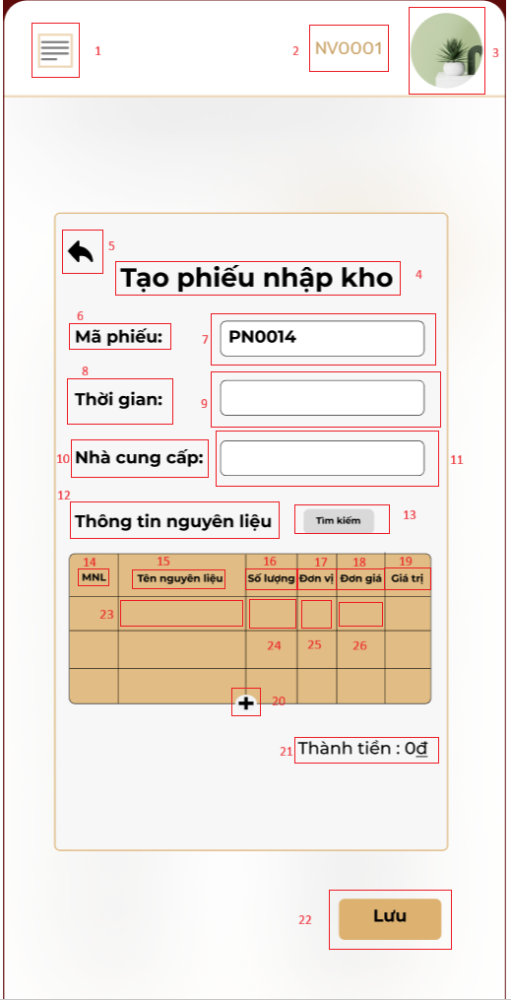 1
2
NV0001
3
5
Tạo phiếu nhập kho
4
6
Mã phiếu:
7
PN0014
8
Thời gian:
9
10
Nhà cung cấp:
11
12
Thông tin nguyên liệu
Tìm kiếm
13
14 15 16 17 18 19
MNL Tên nguyên liệu Số lượng Đơn vị Đơn giá Giá trị
23
24 25 26
+ 20
21 Thành tiền : 0đ
22
Lưu